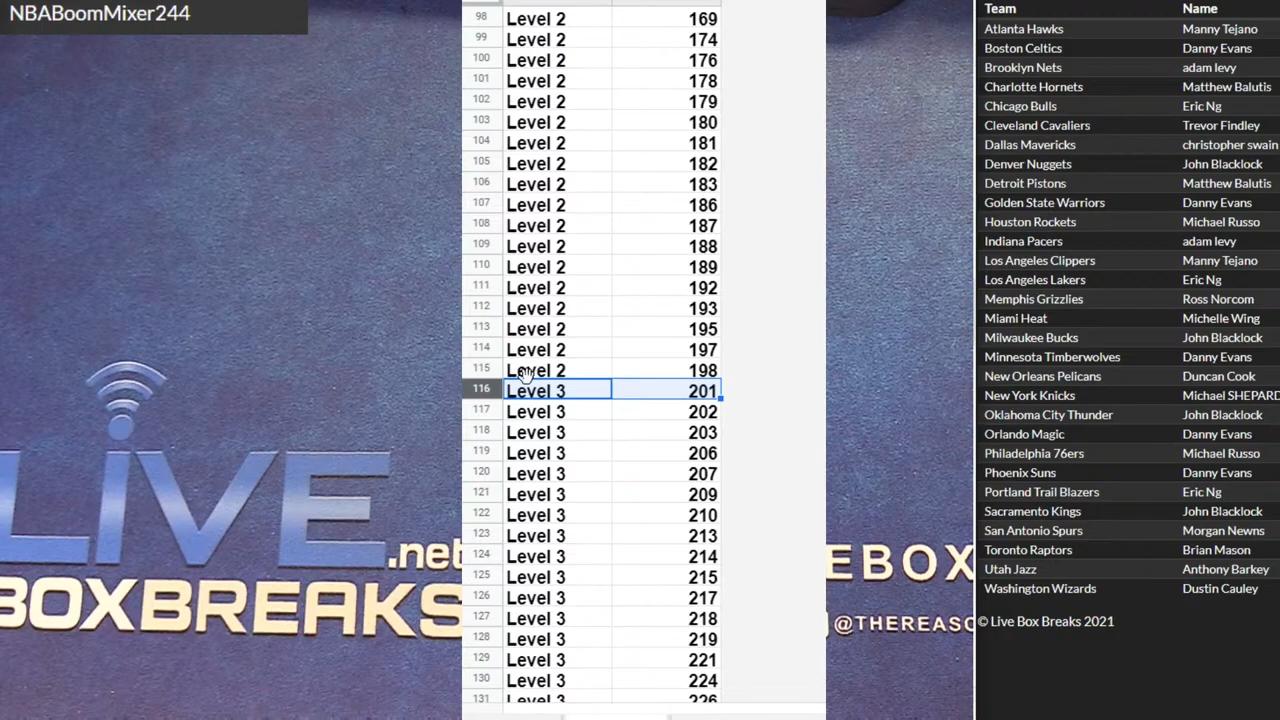 NBABoomMixer244
98 Level 2 169
99 Level 2 174
100 Level 2 176
101 Level 2 178
102 Level 2 179
103 Level 2 180
104 Level 2 181
105 Level 2 182
106 Level 2 183
107 Level 2 186
108 Level 2 187
109 Level 2 188
110 Level 2 189
111 Level 2 192
112 Level 2 193
113 Level 2 195
114 Level 2 197
115 Level 2 198
116 Level 3 201
117 Level 3 202
118 Level 3 203
119 Level 3 206
120 Level 3 207
121 Level 3 209
122 Level 3 210
123 Level 3 213
124 Level 3 214
125 Level 3 215
126 Level 3 217
127 Level 3 218
128 Level 3 219
129 Level 3 221
130 Level 3 224
131 Level 3 226
LiVE.net
BOXBREAKS
EBOX
@THEREASO
Team Name
Atlanta Hawks Manny Tejano
Boston Celtics Danny Evans
Brooklyn Nets adam levy
Charlotte Hornets Matthew Balutis
Chicago Bulls Eric Ng
Cleveland Cavaliers Trevor Findley
Dallas Mavericks christopher swain
Denver Nuggets John Blacklock
Detroit Pistons Matthew Balutis
Golden State Warriors Danny Evans
Houston Rockets Michael Russo
Indiana Pacers adam levy
Los Angeles Clippers Manny Tejano
Los Angeles Lakers Eric Ng
Memphis Grizzlies Ross Norcom
Miami Heat Michelle Wing
Milwaukee Bucks John Blacklock
Minnesota Timberwolves Danny Evans
New Orleans Pelicans Duncan Cook
New York Knicks Michael SHEPARD
Oklahoma City Thunder John Blacklock
Orlando Magic Danny Evans
Philadelphia 76ers Michael Russo
Phoenix Suns Danny Evans
Portland Trail Blazers Eric Ng
Sacramento Kings John Blacklock
San Antonio Spurs Morgan Newns
Toronto Raptors Brian Mason
Utah Jazz Anthony Barkey
Washington Wizards Dustin Cauley
© Live Box Breaks 2021